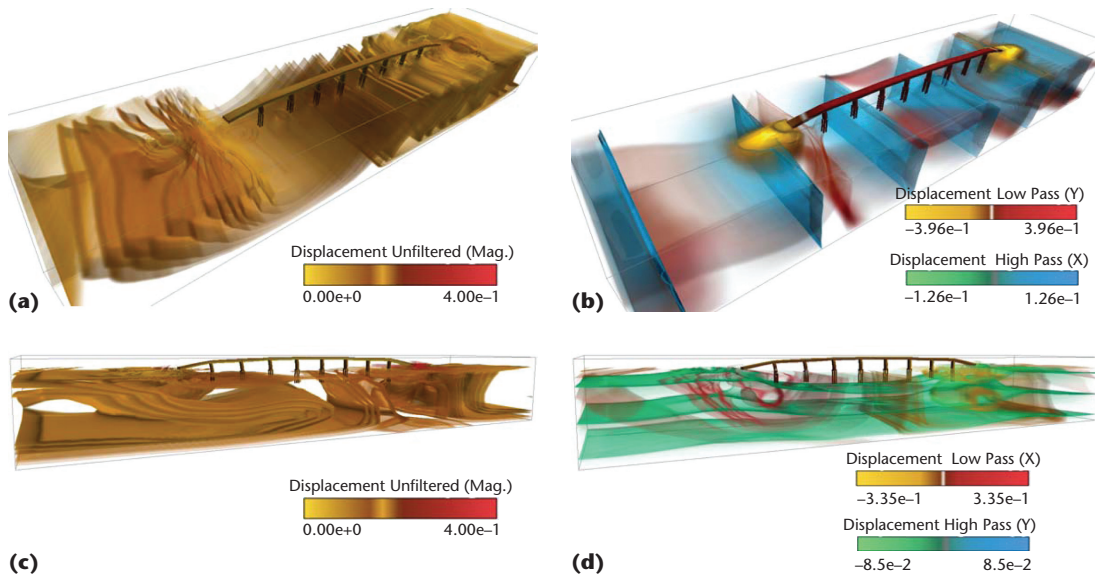 Displacement Unfiltered (Mag.)
0.00e+0 4.00e–1
(a)
Displacement Low Pass (Y)
–3.96e–1 3.96e–1
Displacement High Pass (X)
–1.26e–1 1.26e–1
(b)
Displacement Unfiltered (Mag.)
0.00e+0 4.00e–1
(c)
Displacement Low Pass (X)
–3.35e–1 3.35e–1
Displacement High Pass (Y)
–8.5e–2 8.5e–2
(d)